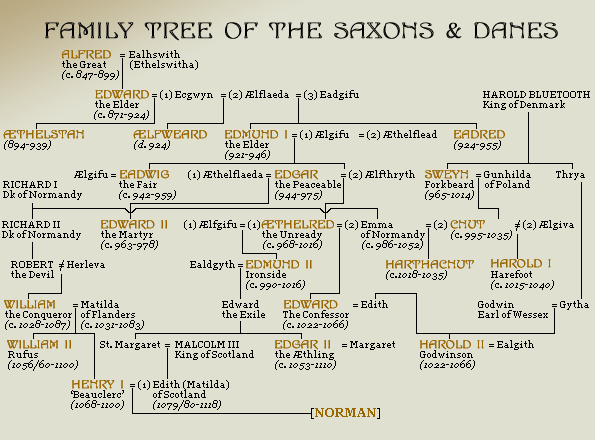 FAMILY TREE OF THE SAXONS & DANES
ALFRED = Ealhswith
the Great (Ethelswitha)
(c. 847-899)
EDWARD = (1) Ecgwyn = (2) Ælflaeda = (3) Eadgifu
the Elder
(c. 871-924)
HAROLD BLUETOOTH
King of Denmark
ÆTHELSTAN
(894-939)
ÆLFWEARD
(d. 924)
EDMUND I = (1) Ælgifu = (2) Æthelflead
the Elder
(921-946)
EADRED
(924-955)
Ælgifu = EADWIG
the Fair
(c. 942-959)
(1) Æthelflaeda = EDGAR = (2) Ælfthryth
the Peaceable
(944-975)
SWEYN = Gunhilda
Forkbeard of Poland
(965-1014)
Thrya
RICHARD I
Dk of Normandy
RICHARD II
Dk of Normandy
EDWARD II
the Martyr
(c. 963-978)
(1) Ælfgifu = (1) ÆTHELRED = (2) Emma = (2) CNUT ≠ (2) Ælgiva
the Unready of Normandy (c. 995-1035)
(c. 968-1016) (c. 986-1052)
ROBERT ≠ Herleva
the Devil
Ealdgyth = EDMUND II
Ironside
(c. 990-1016)
HARTHACNUT
(c. 1018-1035)
HAROLD I
Harefoot
(c. 1015-1040)
WILLIAM = Matilda
the Conqueror of Flanders
(c. 1028-1087) (c. 1031-1083)
Edward
the Exile
EDWARD = Edith
The Confessor
(c. 1022-1066)
Godwin = Gytha
Earl of Wessex
WILLIAM II
Rufus
(1056/60-1100)
St. Margaret = MALCOLM III
King of Scotland
EDGAR II = Margaret
the Æthling
(c. 1053-1110)
HAROLD II = Ealgith
Godwinson
(1022-1066)
HENRY I = (1) Edith (Matilda)
'Beauclerc' of Scotland
(1068-1100) (1079/80-1118)
[NORMAN]